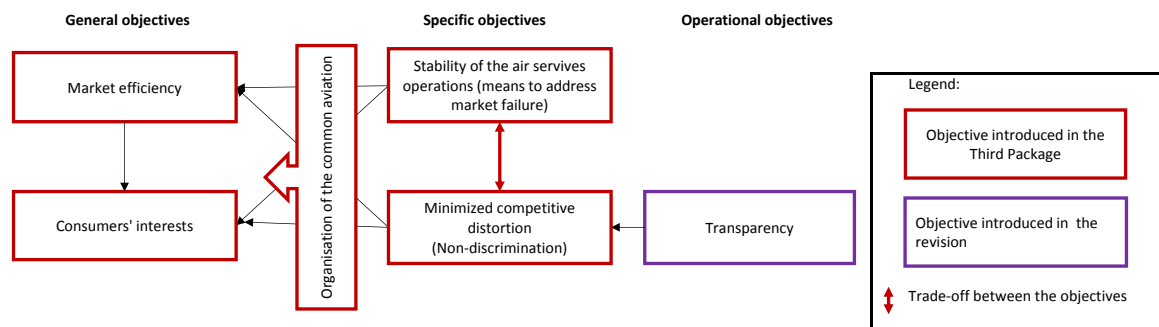 General objectives
Specific objectives
Operational objectives
Market efficiency
Consumers' interests
Organisation of the common aviation
Stability of the air servives
operations (means to address
market failure)
Minimized competitive
distortion
(Non-discrimination)
Transparency
Legend:
Objective introduced in the
Third Package
Objective introduced in the
revision
Trade-off between the objectives